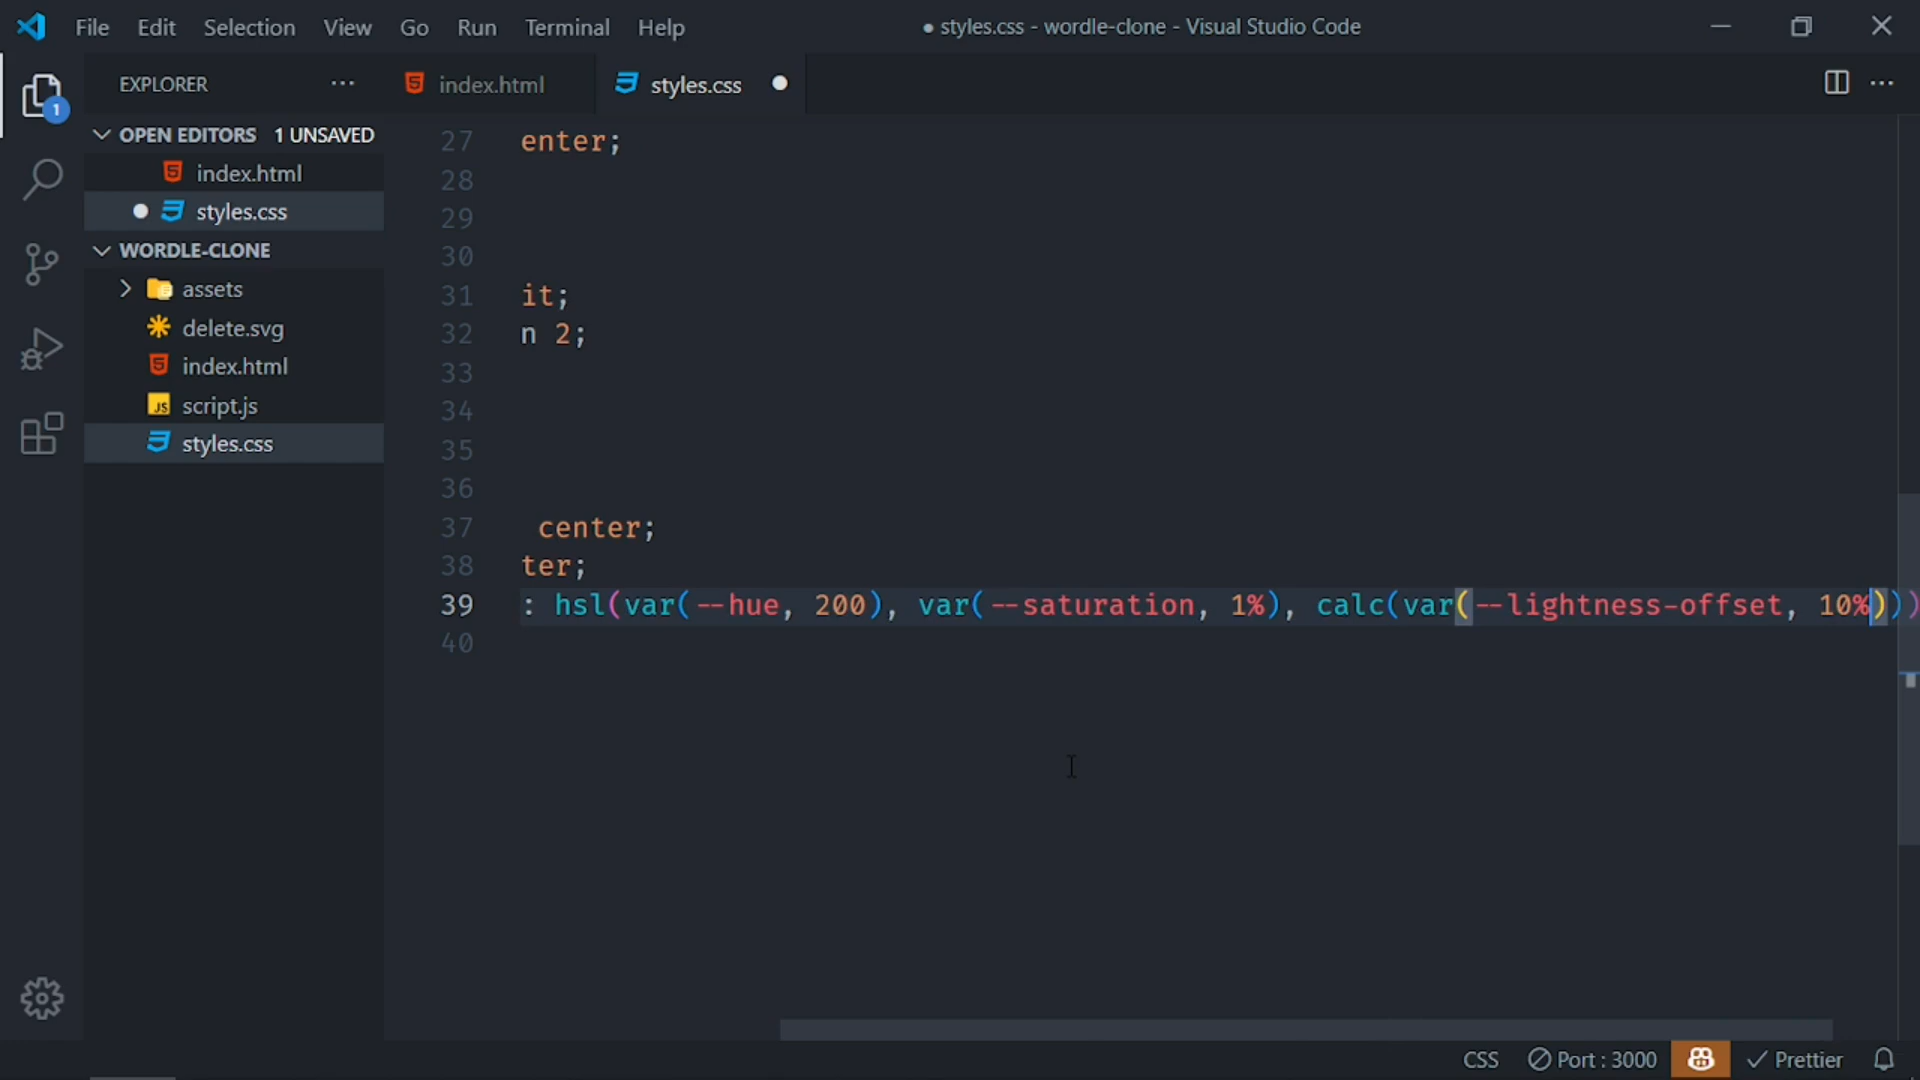 File Edit Selection View Go Run Terminal Help
● styles.css - wordle-clone - Visual Studio Code
EXPLORER ···
index.html
styles.css ●
1
OPEN EDITORS 1 UNSAVED
index.html
● styles.css
WORDLE-CLONE
assets
delete.svg
index.html
JS script.js
styles.css
27 enter;
28
29
30
31 it;
32 n 2;
33
34
35
36
37 center;
38 ter;
39 : hsl(var(--hue, 200), var(--saturation, 1%), calc(var(--lightness-offset, 10%)))
40
CSS Port : 3000 Prettier